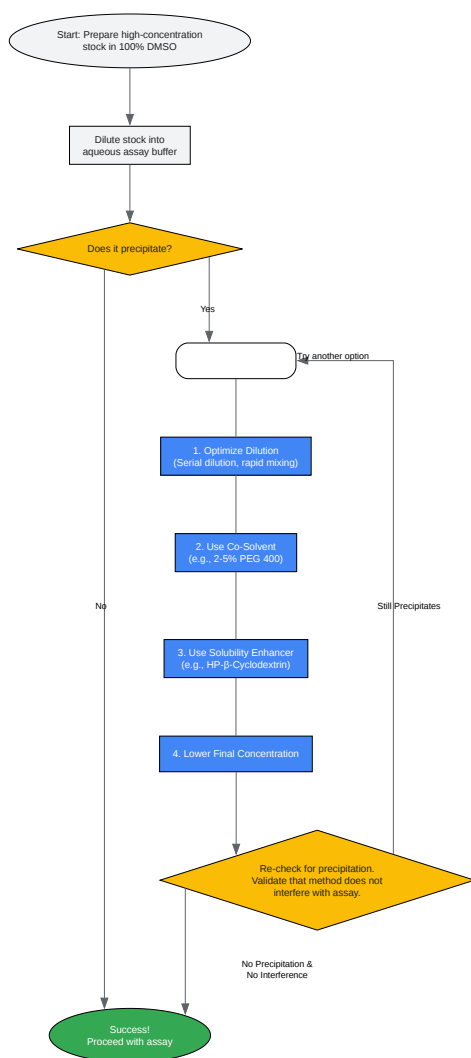 Start: Prepare high-concentration
stock in 100% DMSO
Dilute stock into
aqueous assay buffer
Does it precipitate?
Yes
Try another option
1. Optimize Dilution
(Serial dilution, rapid mixing)
2. Use Co-Solvent
(e.g., 2-5% PEG 400)
No
Still Precipitates
3. Use Solubility Enhancer
(e.g., HP-β-Cyclodextrin)
4. Lower Final Concentration
Re-check for precipitation.
Validate that method does not
interfere with assay.
No Precipitation &
No Interference
Success!
Proceed with assay